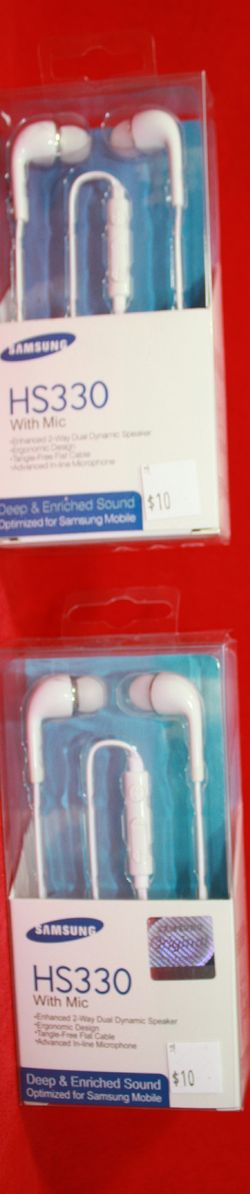 SAMSUNG
HS330
With Mic
•Enhanced 2-Way Dual Dynamic Speaker
•Ergonomic Design
•Tangle-Free Flat Cable
•Advanced In-line Microphone
$10
Deep & Enriched Sound
Optimized for Samsung Mobile
SAMSUNG
HS330
With Mic
•Enhanced 2-Way Dual Dynamic Speaker
•Ergonomic Design
•Tangle-Free Flat Cable
•Advanced In-line Microphone
Deep & Enriched Sound
Optimized for Samsung Mobile
$10